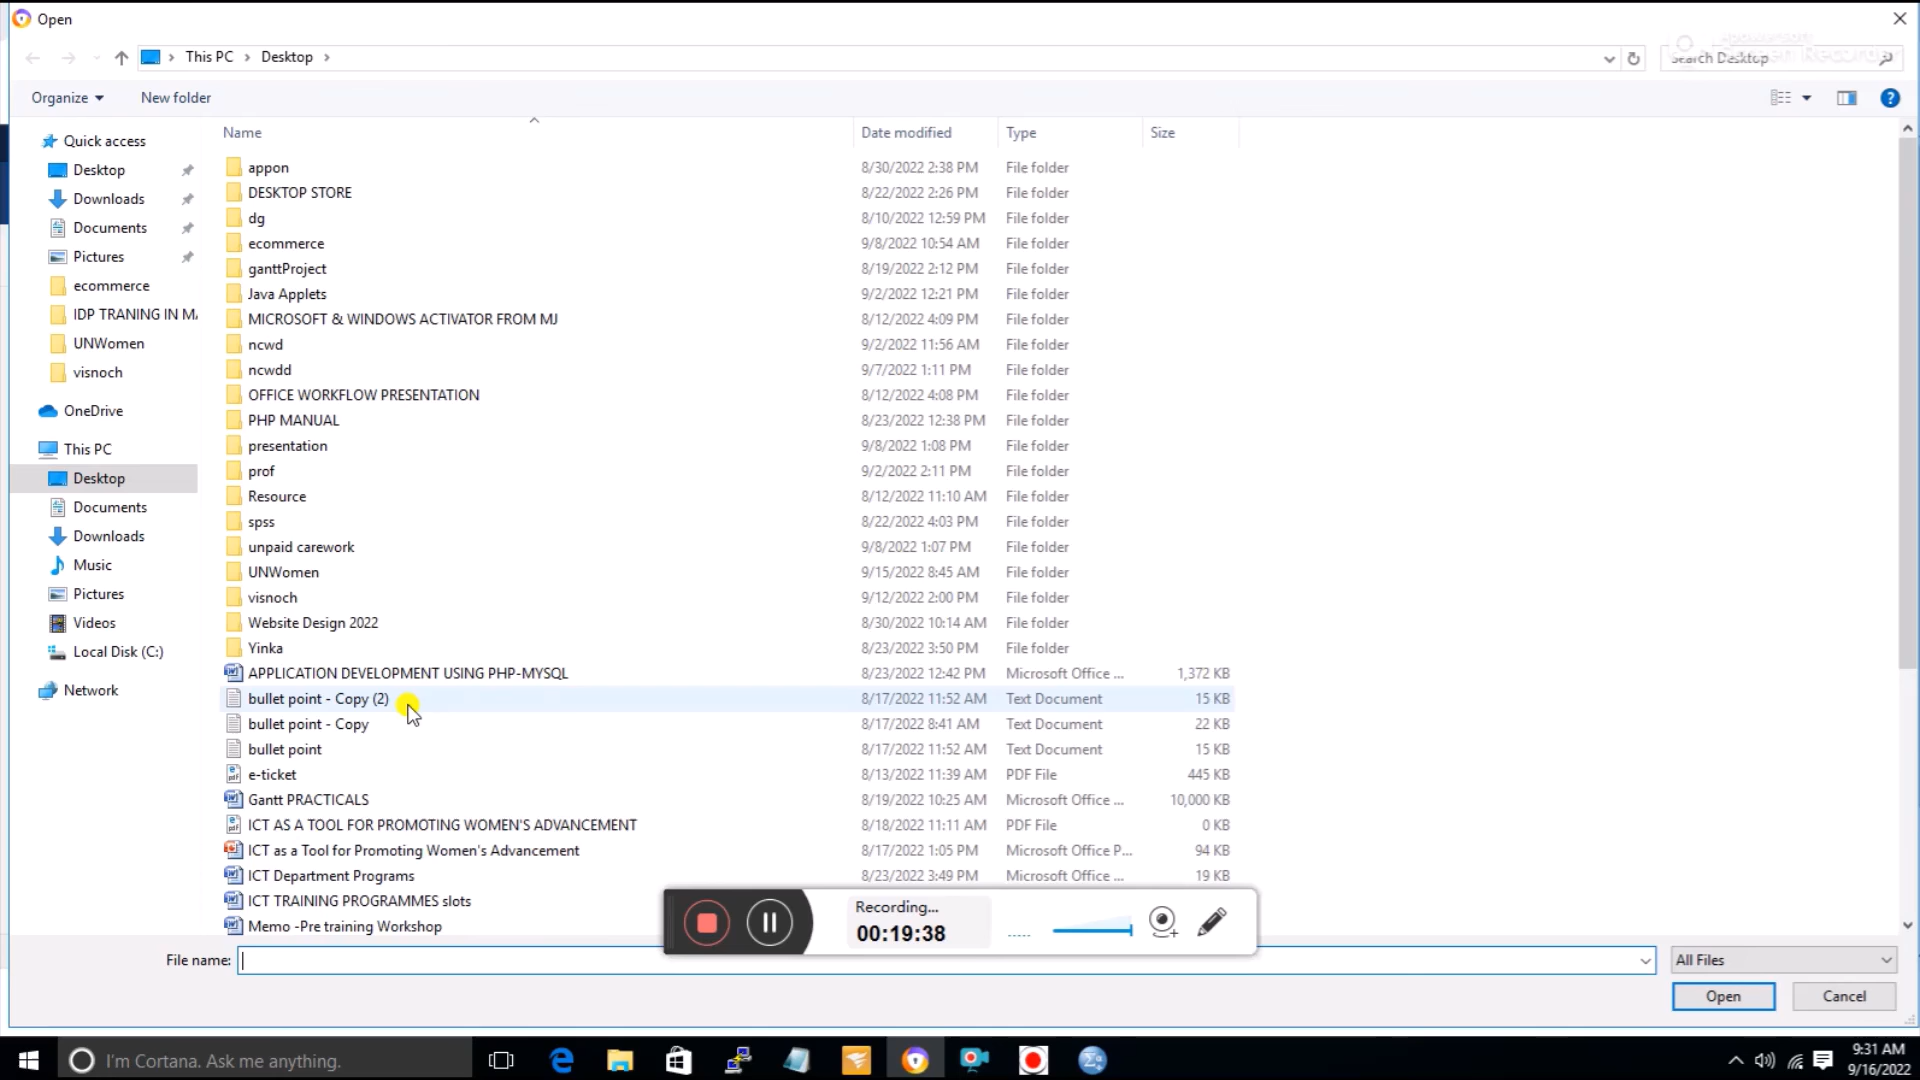 Open
This PC > Desktop >
Search Desktop
Organize
New folder
Name Date modified Type Size
Quick access
Desktop
Downloads
Documents
Pictures
ecommerce
IDP TRANING IN MA
UNWomen
visnoch
OneDrive
This PC
Desktop
Documents
Downloads
Music
Pictures
Videos
Local Disk (C:)
Network
appon 8/30/2022 2:38 PM File folder
DESKTOP STORE 8/22/2022 2:26 PM File folder
dg 8/10/2022 12:59 PM File folder
ecommerce 9/8/2022 10:54 AM File folder
ganttProject 8/19/2022 2:12 PM File folder
Java Applets 9/2/2022 12:21 PM File folder
MICROSOFT & WINDOWS ACTIVATOR FROM MJ 8/12/2022 4:09 PM File folder
ncwd 9/2/2022 11:56 AM File folder
ncwdd 9/7/2022 1:11 PM File folder
OFFICE WORKFLOW PRESENTATION 8/12/2022 4:08 PM File folder
PHP MANUAL 8/23/2022 12:38 PM File folder
presentation 9/8/2022 1:08 PM File folder
prof 9/2/2022 2:11 PM File folder
Resource 8/12/2022 11:10 AM File folder
spss 8/22/2022 4:03 PM File folder
unpaid carework 9/8/2022 1:07 PM File folder
UNWomen 9/15/2022 8:45 AM File folder
visnoch 9/12/2022 2:00 PM File folder
Website Design 2022 8/30/2022 10:14 AM File folder
Yinka 8/23/2022 3:50 PM File folder
APPLICATION DEVELOPMENT USING PHP-MYSQL 8/23/2022 12:42 PM Microsoft Office ... 1,372 KB
bullet point - Copy (2) 8/17/2022 11:52 AM Text Document 15 KB
bullet point - Copy 8/17/2022 8:41 AM Text Document 22 KB
bullet point 8/17/2022 11:52 AM Text Document 15 KB
e-ticket 8/13/2022 11:39 AM PDF File 445 KB
Gantt PRACTICALS 8/19/2022 10:25 AM Microsoft Office ... 10,000 KB
ICT AS A TOOL FOR PROMOTING WOMEN'S ADVANCEMENT 8/18/2022 11:11 AM PDF File 0 KB
ICT as a Tool for Promoting Women's Advancement 8/17/2022 1:05 PM Microsoft Office P... 94 KB
ICT Department Programs 8/23/2022 3:49 PM Microsoft Office ... 19 KB
ICT TRAINING PROGRAMMES slots
Memo -Pre training Workshop
Recording...
00:19:38
File name:
All Files
Open
Cancel
I'm Cortana. Ask me anything.
9:31 AM
9/16/2022